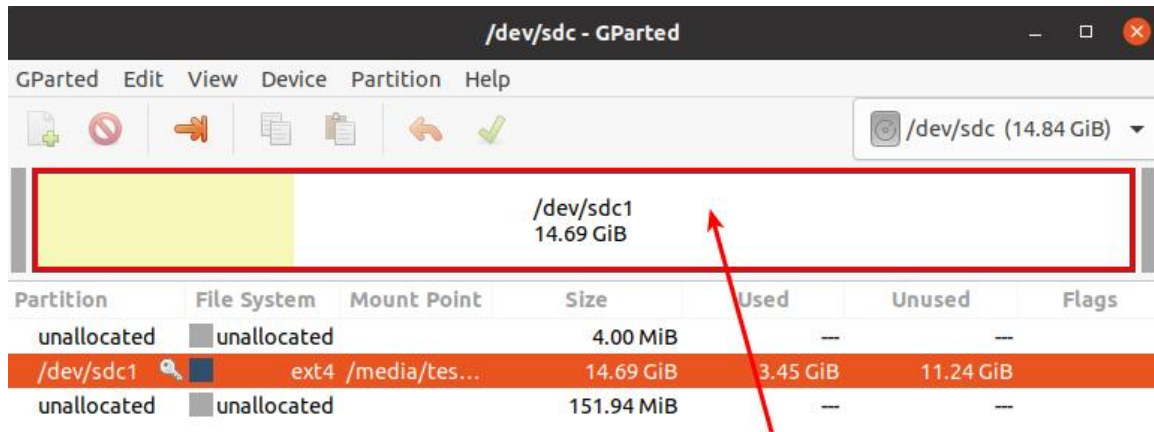 /dev/sdc - GParted
GParted Edit View Device Partition Help
/dev/sdc (14.84 GiB)
/dev/sdc1
14.69 GiB
Partition File System Mount Point Size Used Unused Flags
unallocated unallocated 4.00 MiB --- ---
/dev/sdc1 ext4 /media/tes... 14.69 GiB 3.45 GiB 11.24 GiB
unallocated unallocated 151.94 MiB --- ---